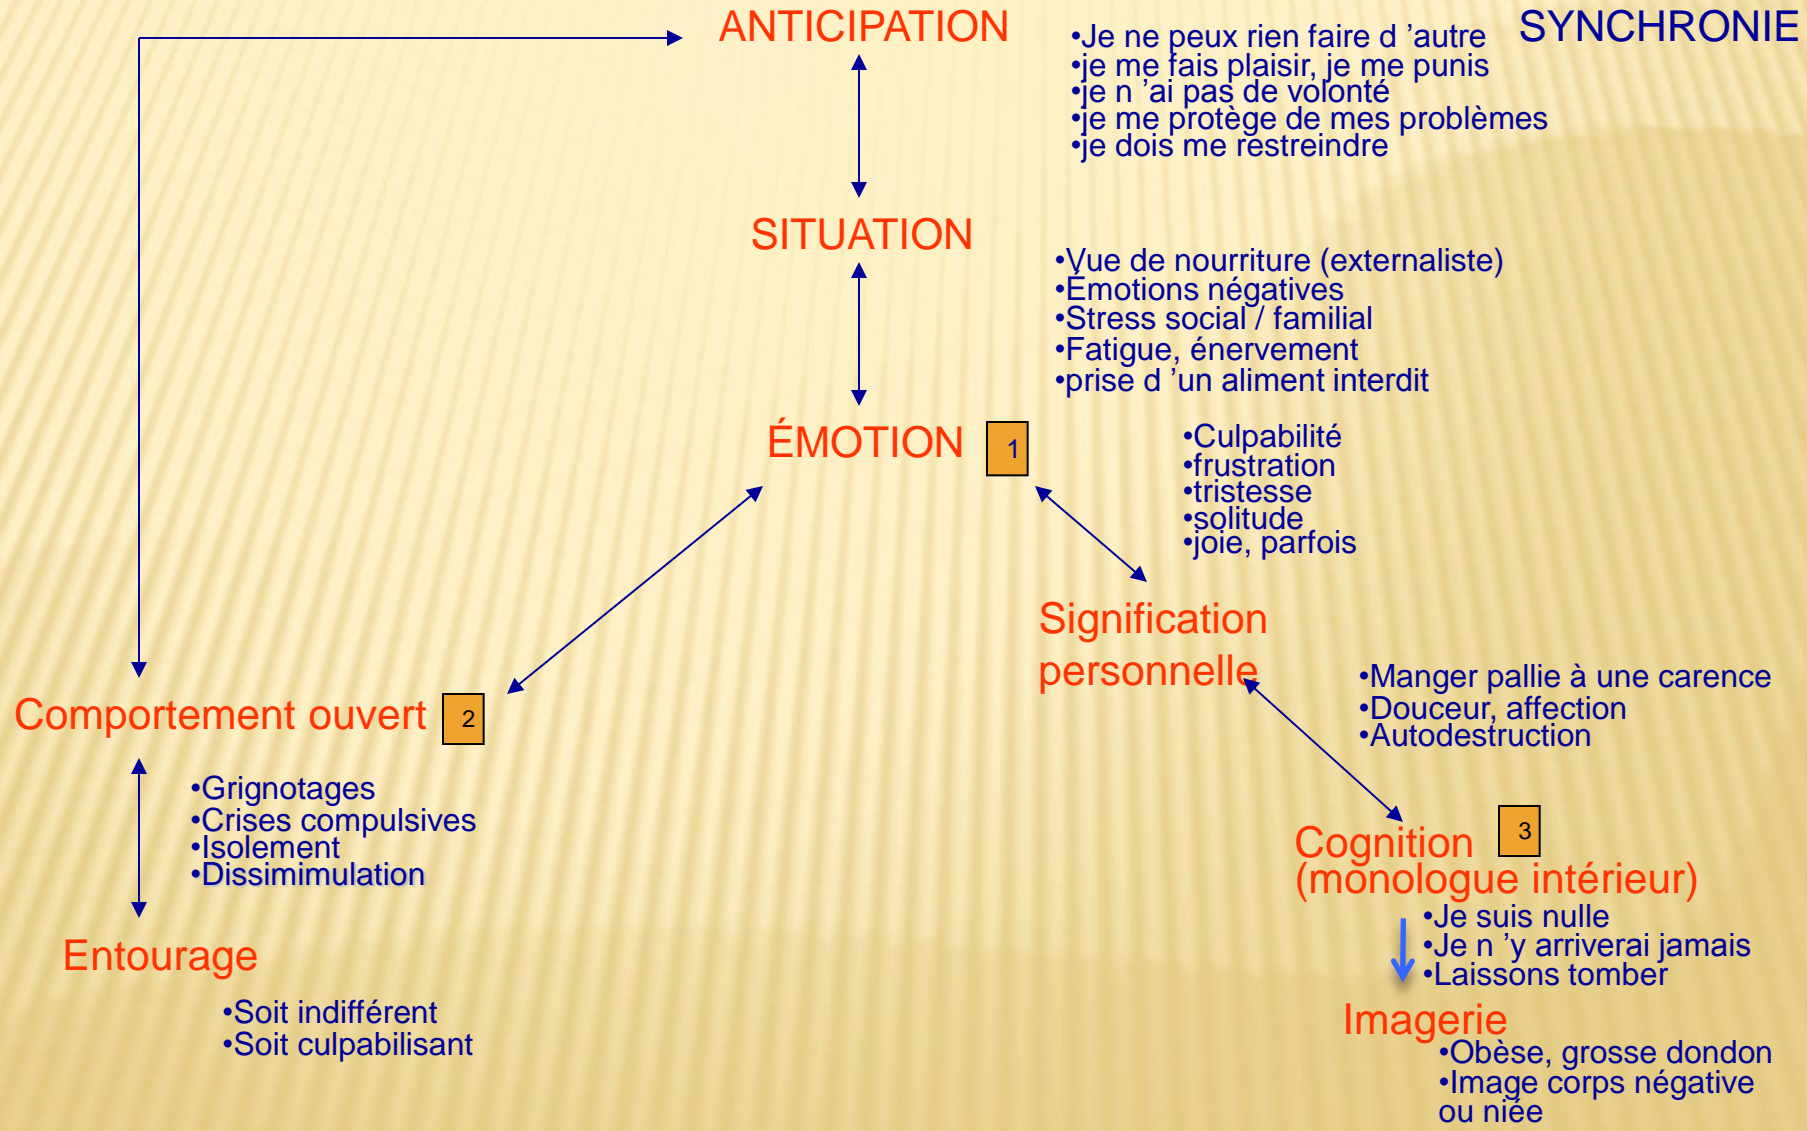 ANTICIPATION
SYNCHRONIE
•Je ne peux rien faire d ’autre
•je me fais plaisir, je me punis
•je n ’ai pas de volonté
•je me protège de mes problèmes
•je dois me restreindre
SITUATION
•Vue de nourriture (externaliste)
•Émotions négatives
•Stress social / familial
•Fatigue, énervement
•prise d ’un aliment interdit
ÉMOTION
1
•Culpabilité
•frustration
•tristesse
•solitude
•joie, parfois
Signification
personnelle
•Manger pallie à une carence
•Douceur, affection
•Autodestruction
Comportement ouvert
2
•Grignotages
•Crises compulsives
•Isolement
•Dissimimulation
Entourage
•Soit indifférent
•Soit culpabilisant
Cognition
3
(monologue intérieur)
•Je suis nulle
•Je n ’y arriverai jamais
•Laissons tomber
Imagerie
•Obèse, grosse dondon
•Image corps négative
ou niée